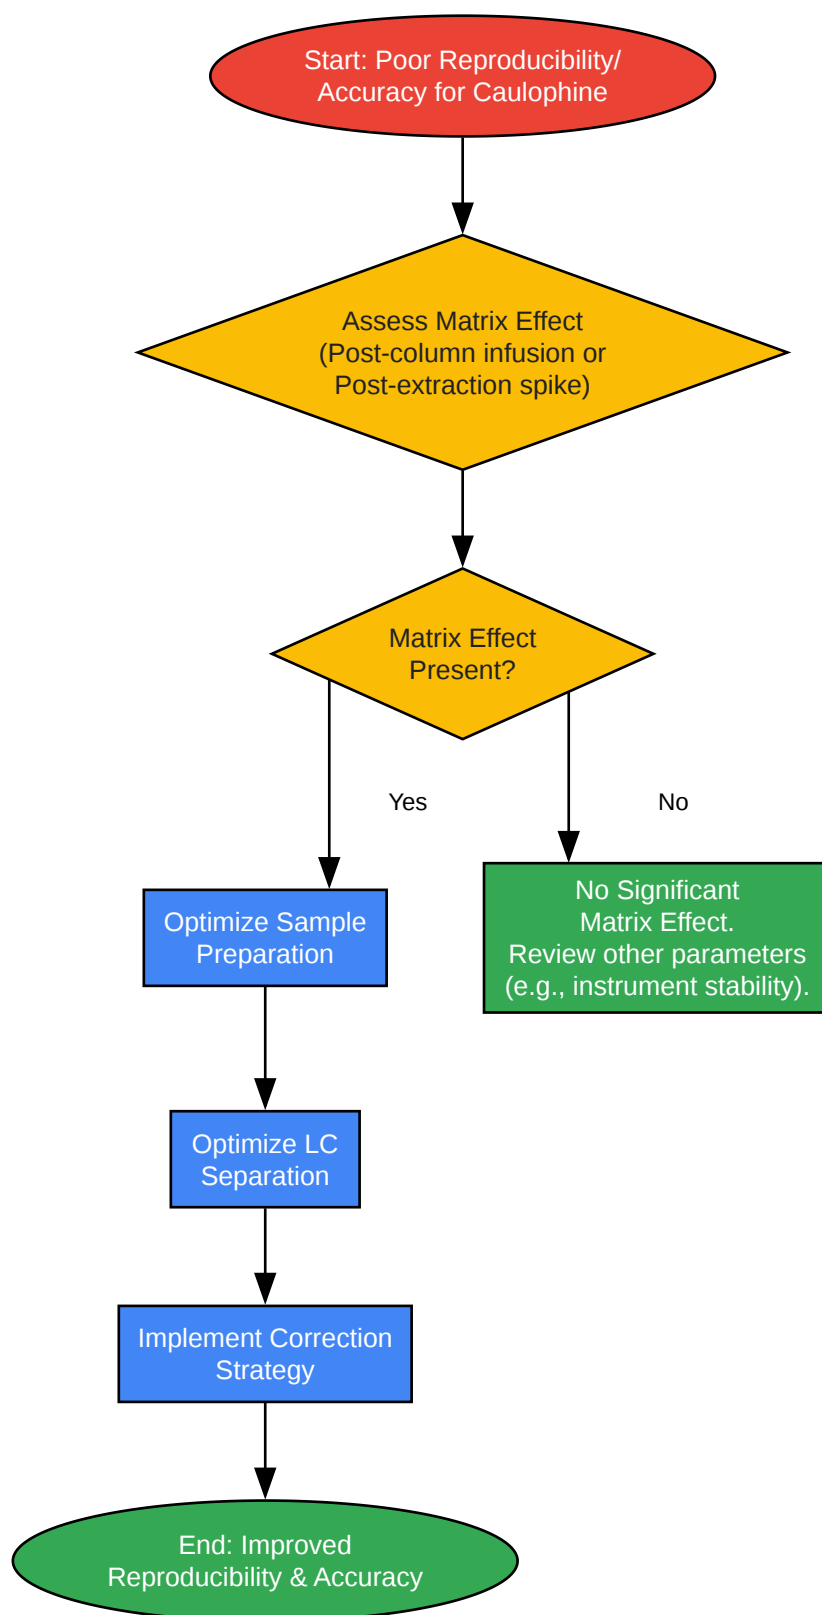 Start: Poor Reproducibility/
Accuracy for Caulophine
Assess Matrix Effect
(Post-column infusion or
Post-extraction spike)
Matrix Effect
Present?
Yes
No
Optimize Sample
Preparation
No Significant
Matrix Effect.
Review other parameters
(e.g., instrument stability).
Optimize LC
Separation
Implement Correction
Strategy
End: Improved
Reproducibility & Accuracy